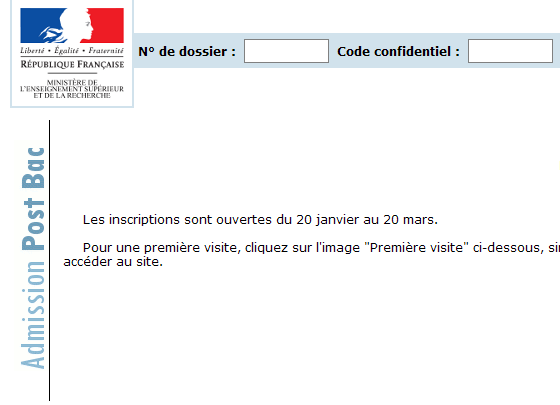 Liberté • Égalité • Fraternité
RÉPUBLIQUE FRANÇAISE
MINISTÈRE DE
L'ENSEIGNEMENT SUPÉRIEUR
ET DE LA RECHERCHE
N° de dossier : Code confidentiel :
Admission Post Bac
Les inscriptions sont ouvertes du 20 janvier au 20 mars.
Pour une première visite, cliquez sur l'image "Première visite" ci-dessous,
accéder au site.